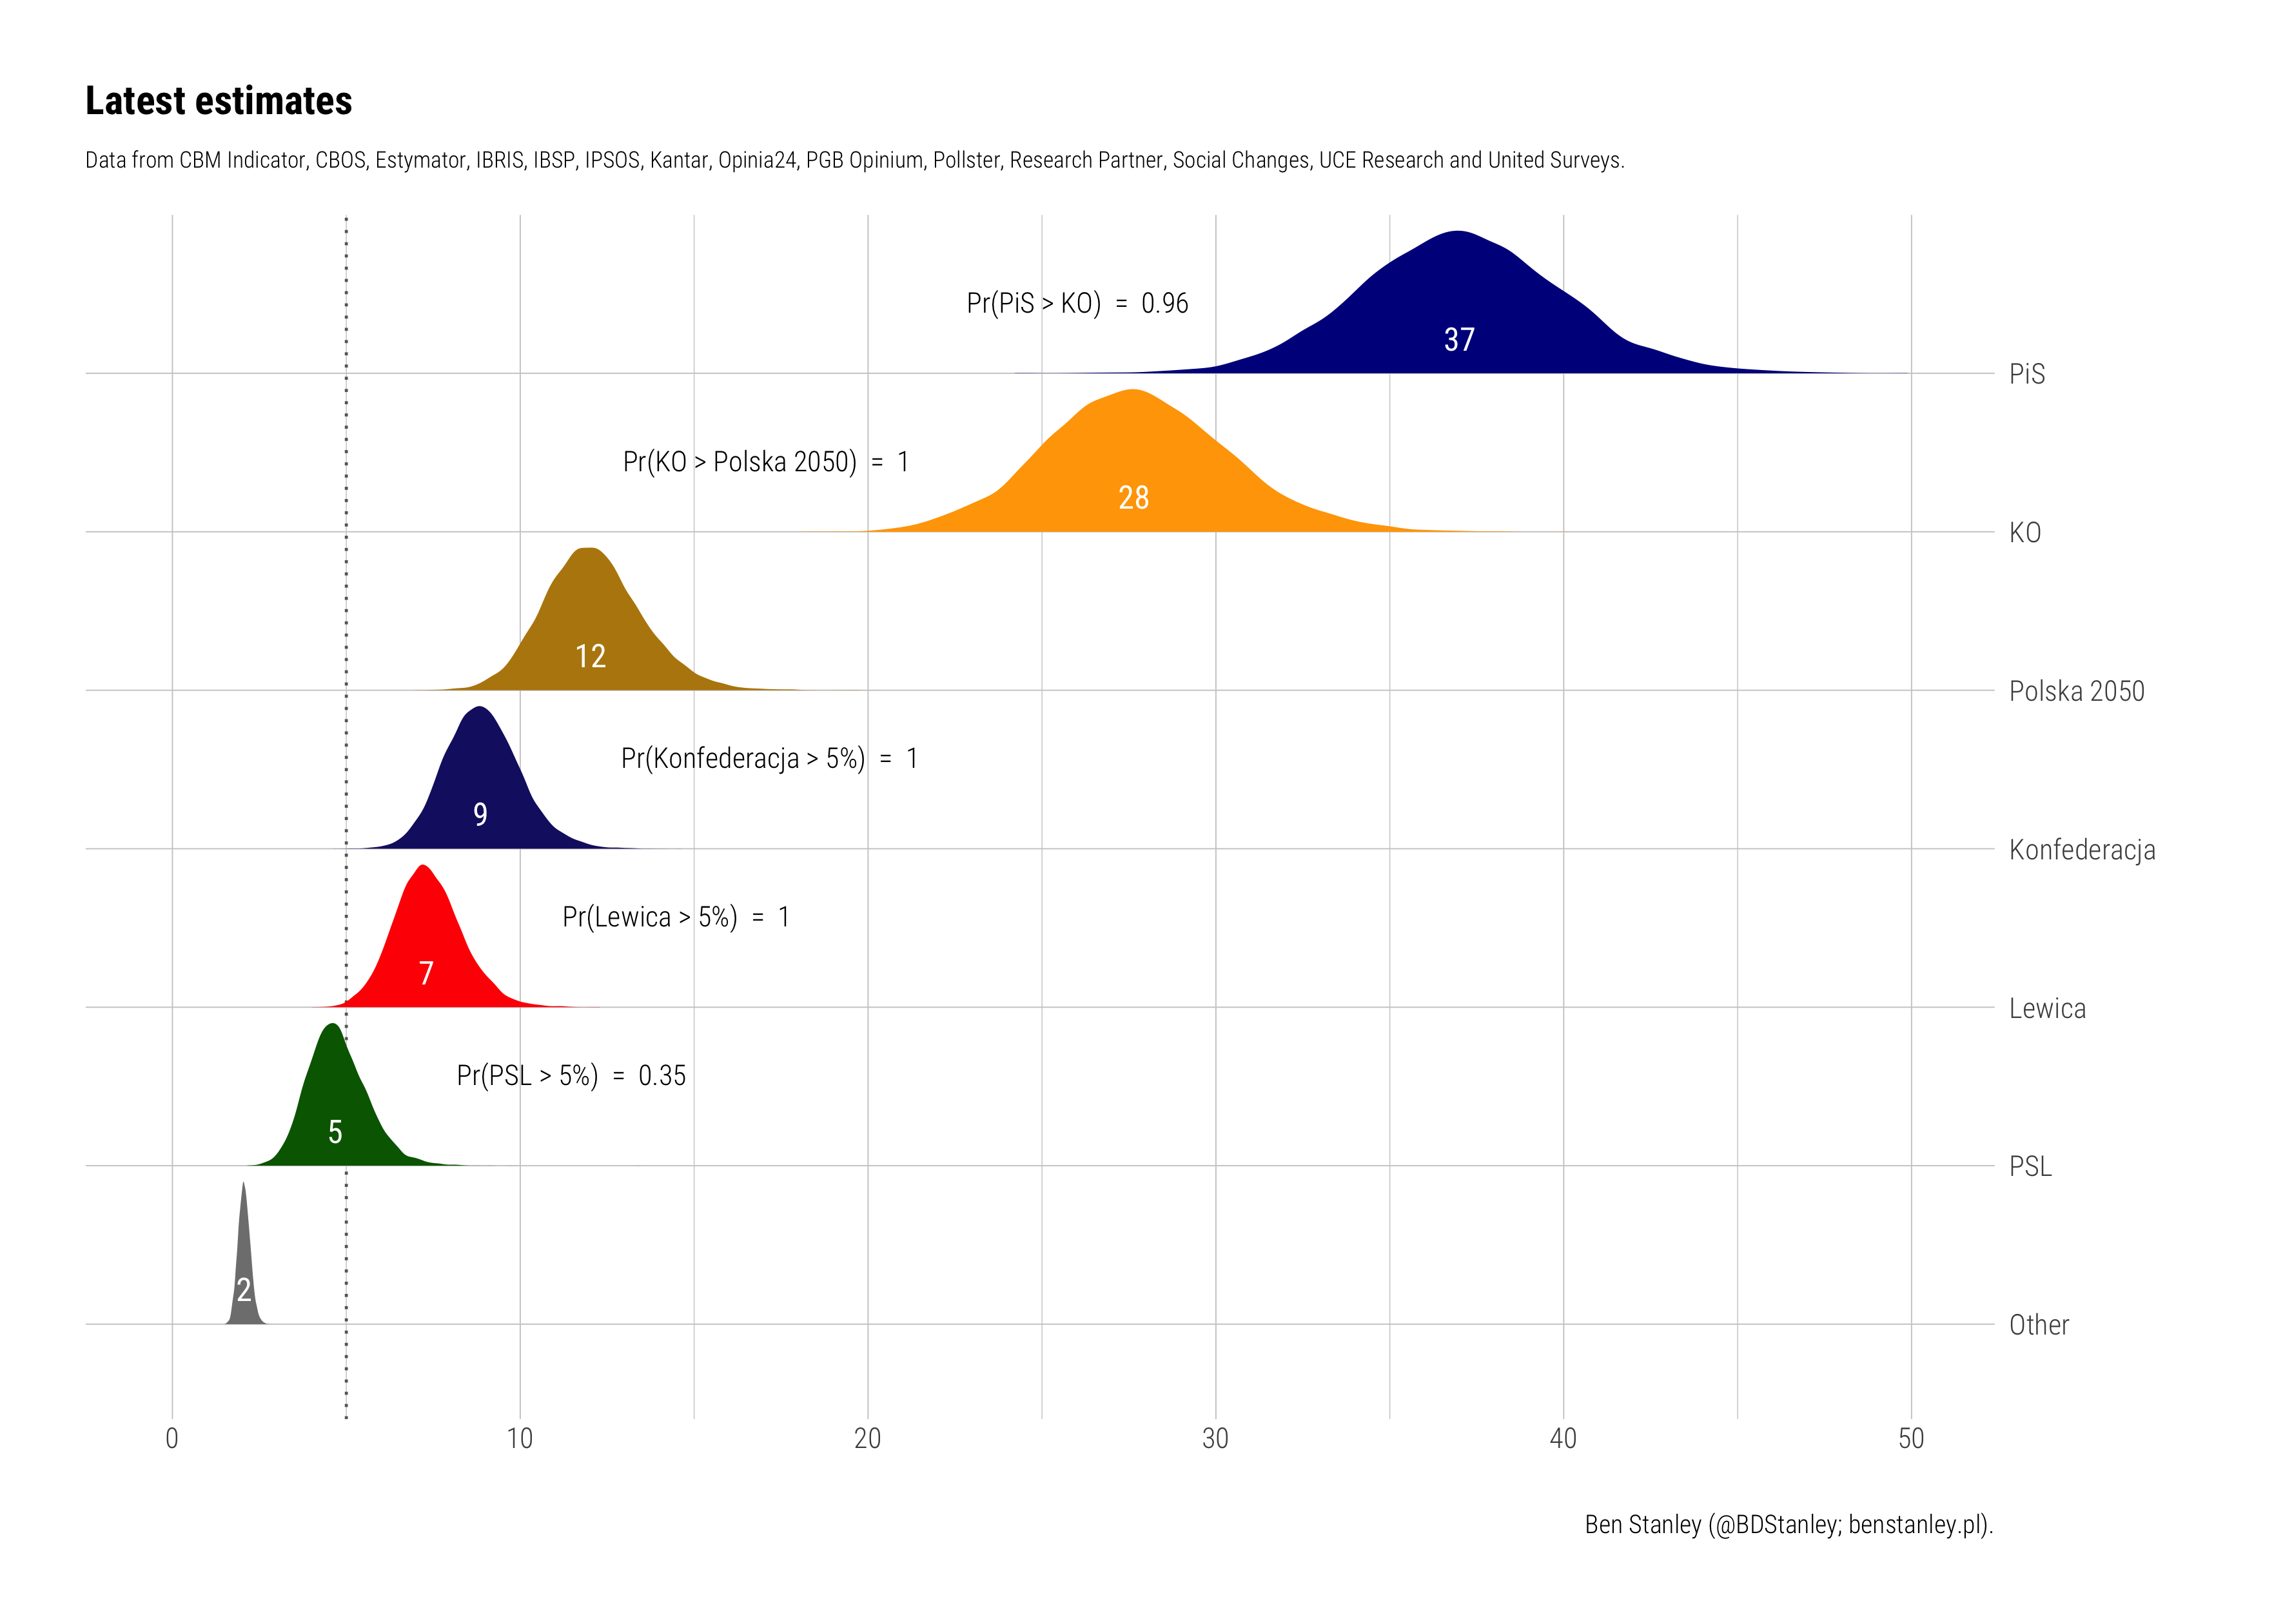 Latest estimates
Data from CBM Indicator, CBOS, Estymator, IBRIS, IBSP, IPSOS, Kantar, Opinia24, PGB Opinium, Pollster, Research Partner, Social Changes, UCE Research and United Surveys.
Pr(PiS > KO) = 0.96
37
PiS
Pr(KO > Polska 2050) = 1
28
KO
12
Polska 2050
Pr(Konfederacja > 5%) = 1
9
Konfederacja
Pr(Lewica > 5%) = 1
7
Lewica
Pr(PSL > 5%) = 0.35
5
PSL
2
Other
0 10 20 30 40 50
Ben Stanley (@BDStanley; benstanley.pl).